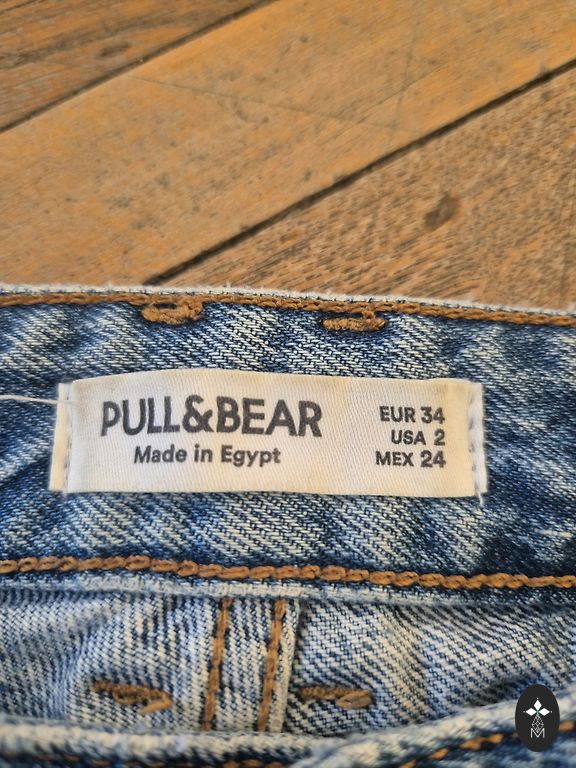 PULL&BEAR
Made in Egypt
EUR 34
USA 2
MEX 24